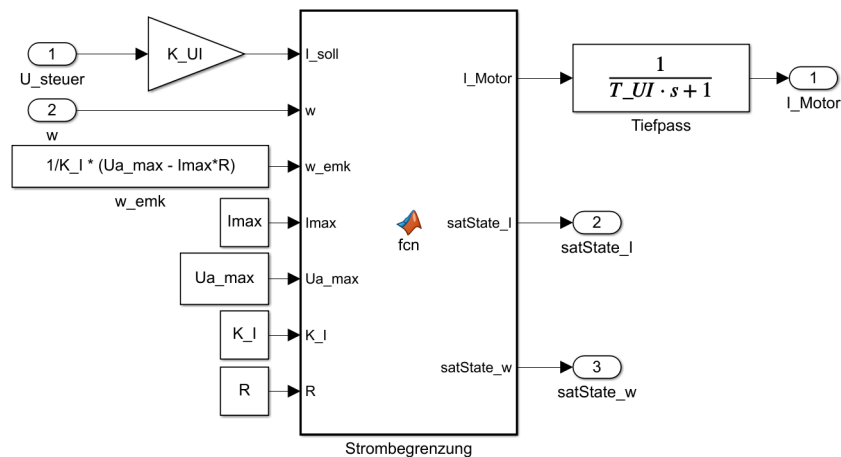 1
U_steuer
K_UI
2
w
1/K_I * (Ua_max - Imax*R)
w_emk
Imax
Ua_max
K_I
R
I_soll
w
w_emk
Imax
Ua_max
K_I
R
fcn
I_Motor
satState_I
satState_w
Strombegrenzung
1
T_UI · s + 1
Tiefpass
1
I_Motor
2
satState_I
3
satState_w